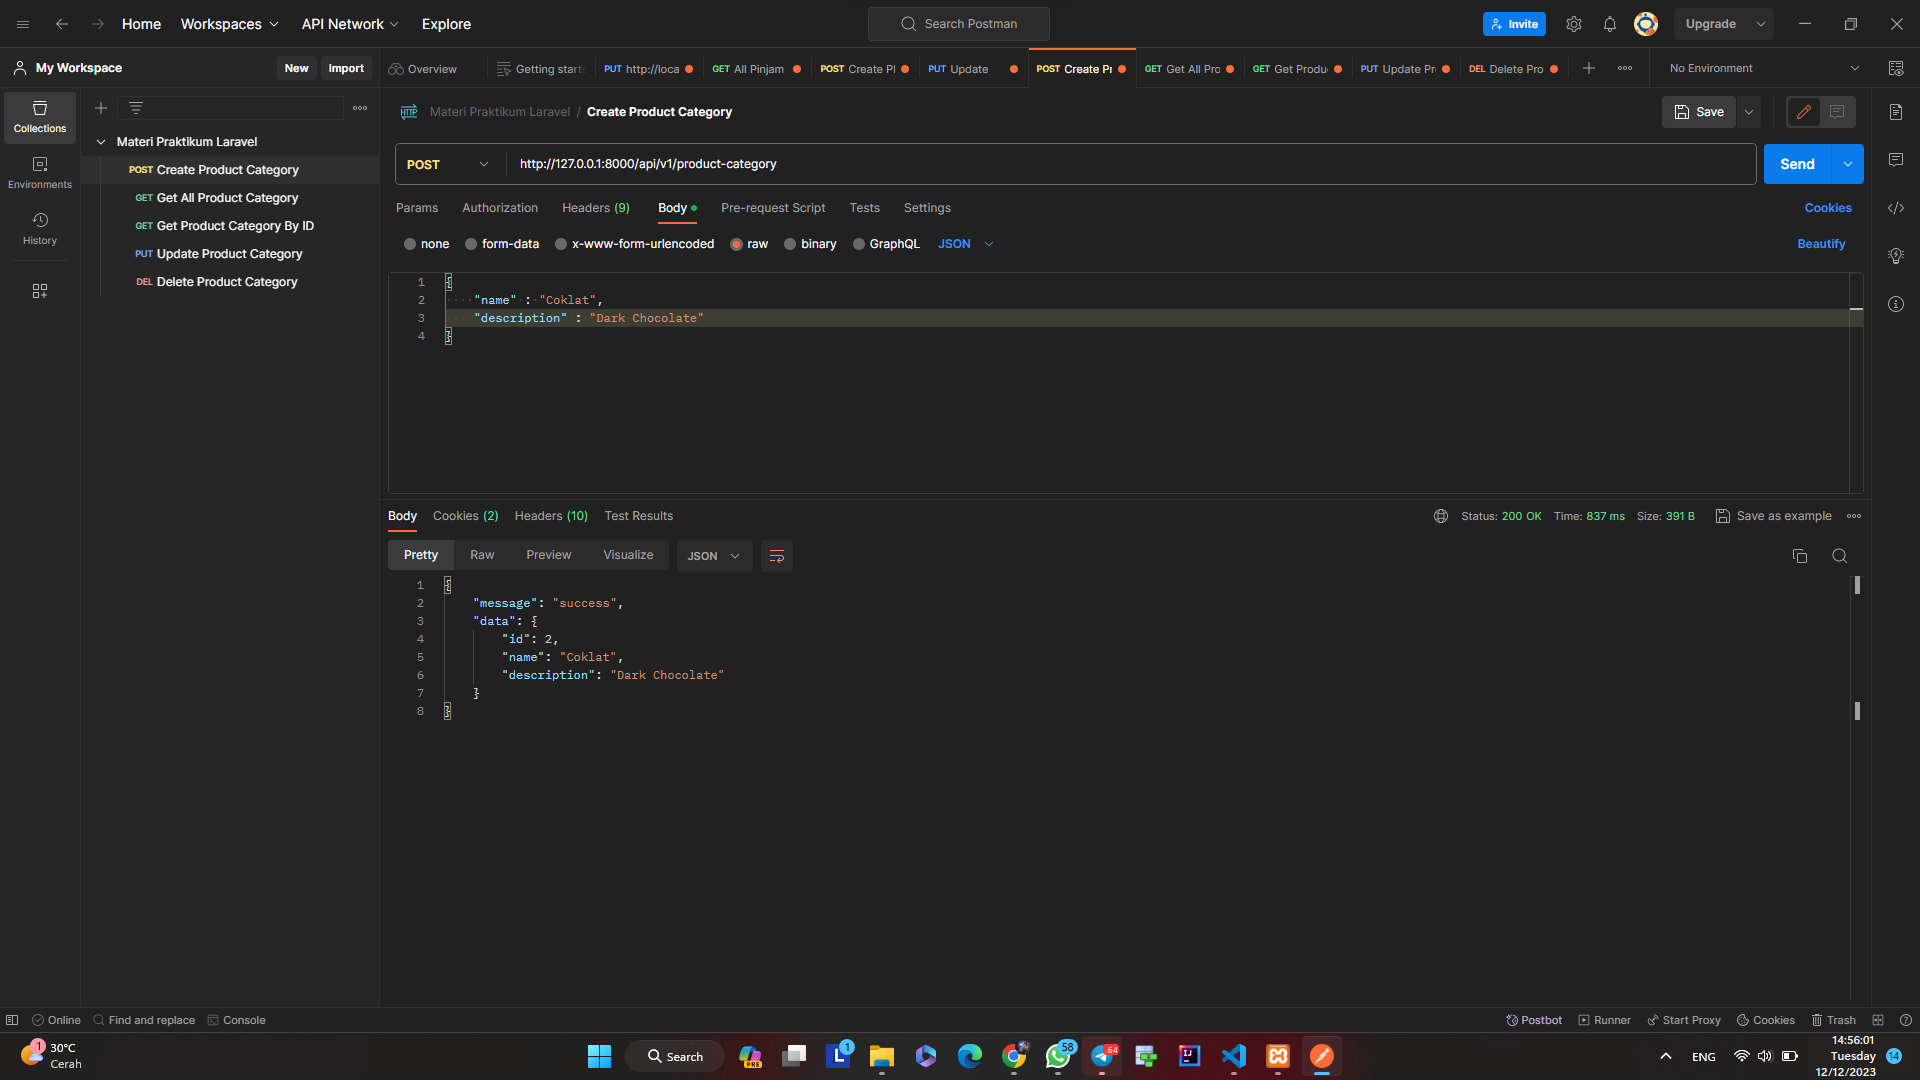 Home Workspaces API Network Explore Search Postman Invite Upgrade
My Workspace New Import Overview Getting start PUT http://loca GET All Pinjam POST Create Pl PUT Update POST Create Pr GET Get All Pro GET Get Produ PUT Update Pr DEL Delete Pro No Environment
Collections
Environments
History
Materi Praktikum Laravel
POST Create Product Category
GET Get All Product Category
GET Get Product Category By ID
PUT Update Product Category
DEL Delete Product Category
HTTP Materi Praktikum Laravel / Create Product Category Save
POST http://127.0.0.1:8000/api/v1/product-category Send
Params Authorization Headers (9) Body Pre-request Script Tests Settings Cookies
none form-data x-www-form-urlencoded raw binary GraphQL JSON Beautify
1 {
2 "name" : "Coklat",
3 "description" : "Dark Chocolate"
4 }
Body Cookies (2) Headers (10) Test Results Status: 200 OK Time: 837 ms Size: 391 B Save as example
Pretty Raw Preview Visualize JSON
1 {
2 "message": "success",
3 "data": {
4 "id": 2,
5 "name": "Coklat",
6 "description": "Dark Chocolate"
7 }
8 }
Online Find and replace Console Postbot Runner Start Proxy Cookies Trash
1 30°C
Cerah
Search PRE L 1 58 64 IJ
ENG
14:56:01
Tuesday
12/12/2023
14